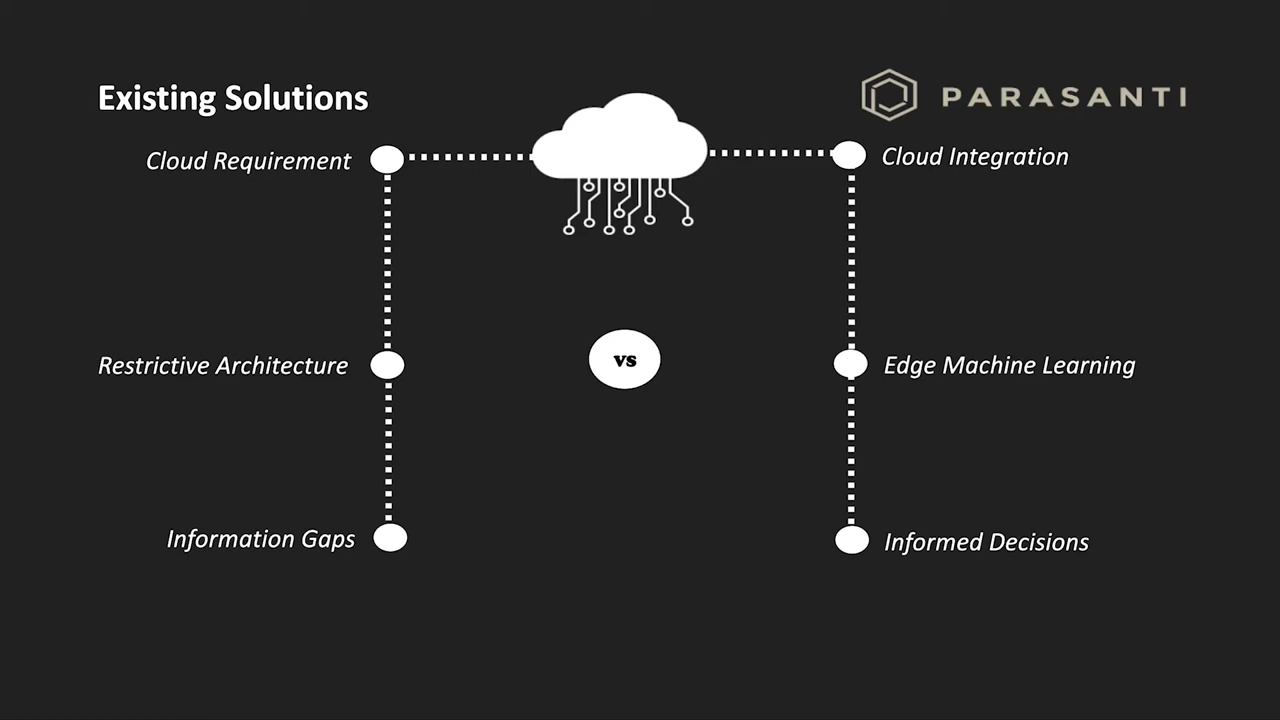 Existing Solutions
PARASANTI
Cloud Requirement
Cloud Integration
vs
Restrictive Architecture
Edge Machine Learning
Information Gaps
Informed Decisions